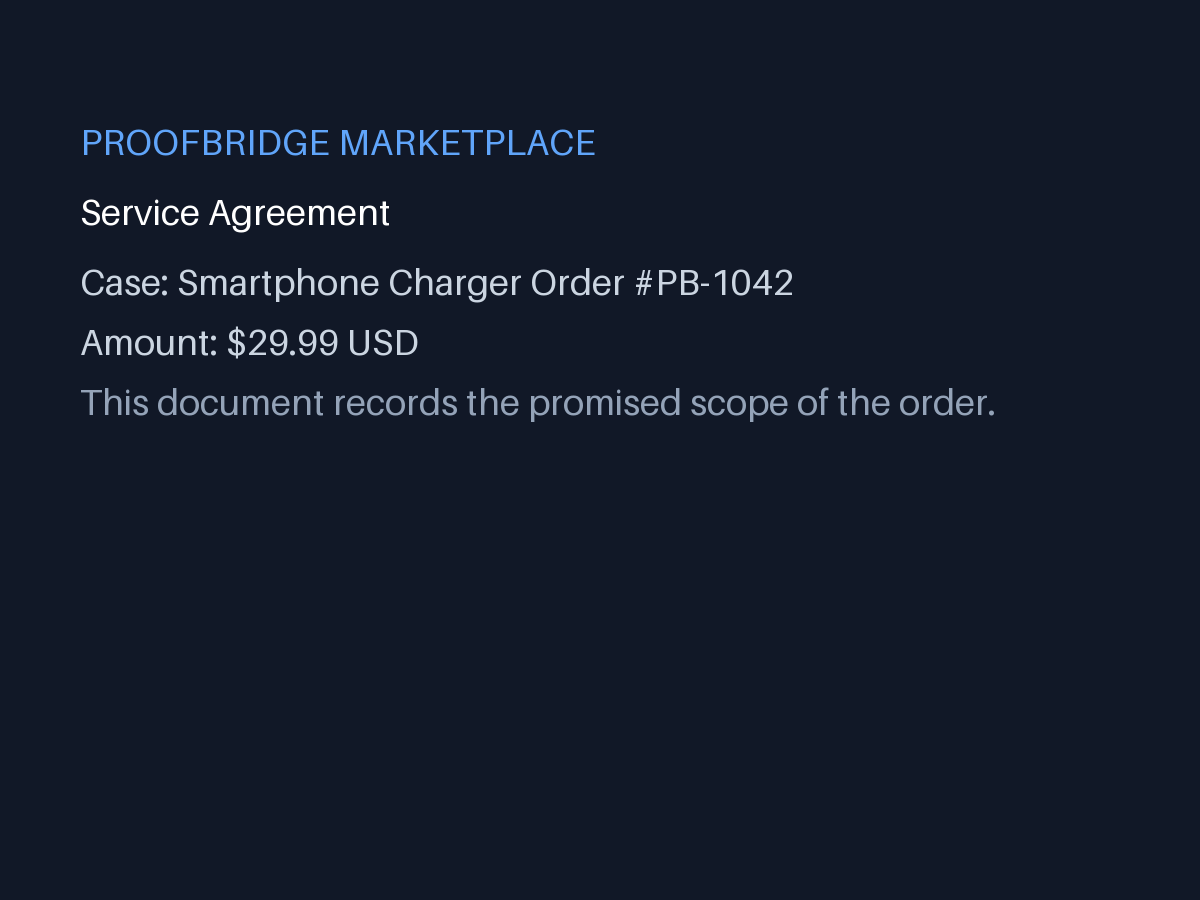 PROOFBRIDGE MARKETPLACE
Service Agreement
Case: Smartphone Charger Order #PB-1042
Amount: $29.99 USD
This document records the promised scope of the order.